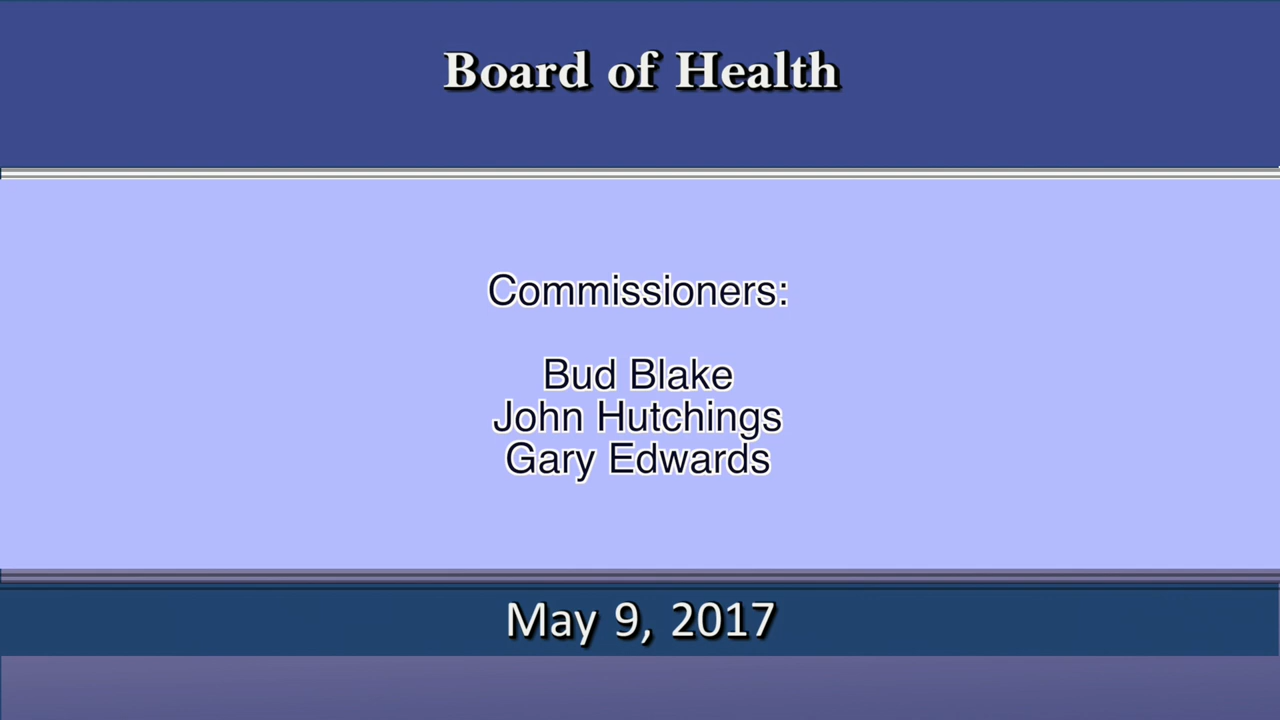 Board of Health
Commissioners:
Bud Blake
John Hutchings
Gary Edwards
May 9, 2017